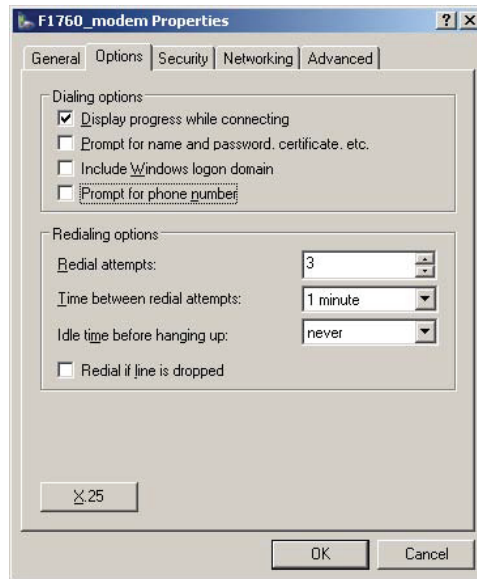 F1760_modem Properties
General Options Security Networking Advanced
Dialing options
Display progress while connecting
Prompt for name and password, certificate, etc.
Include Windows logon domain
Prompt for phone number
Redialing options
Redial attempts: 3
Time between redial attempts: 1 minute
Idle time before hanging up: never
Redial if line is dropped
X.25
OK Cancel